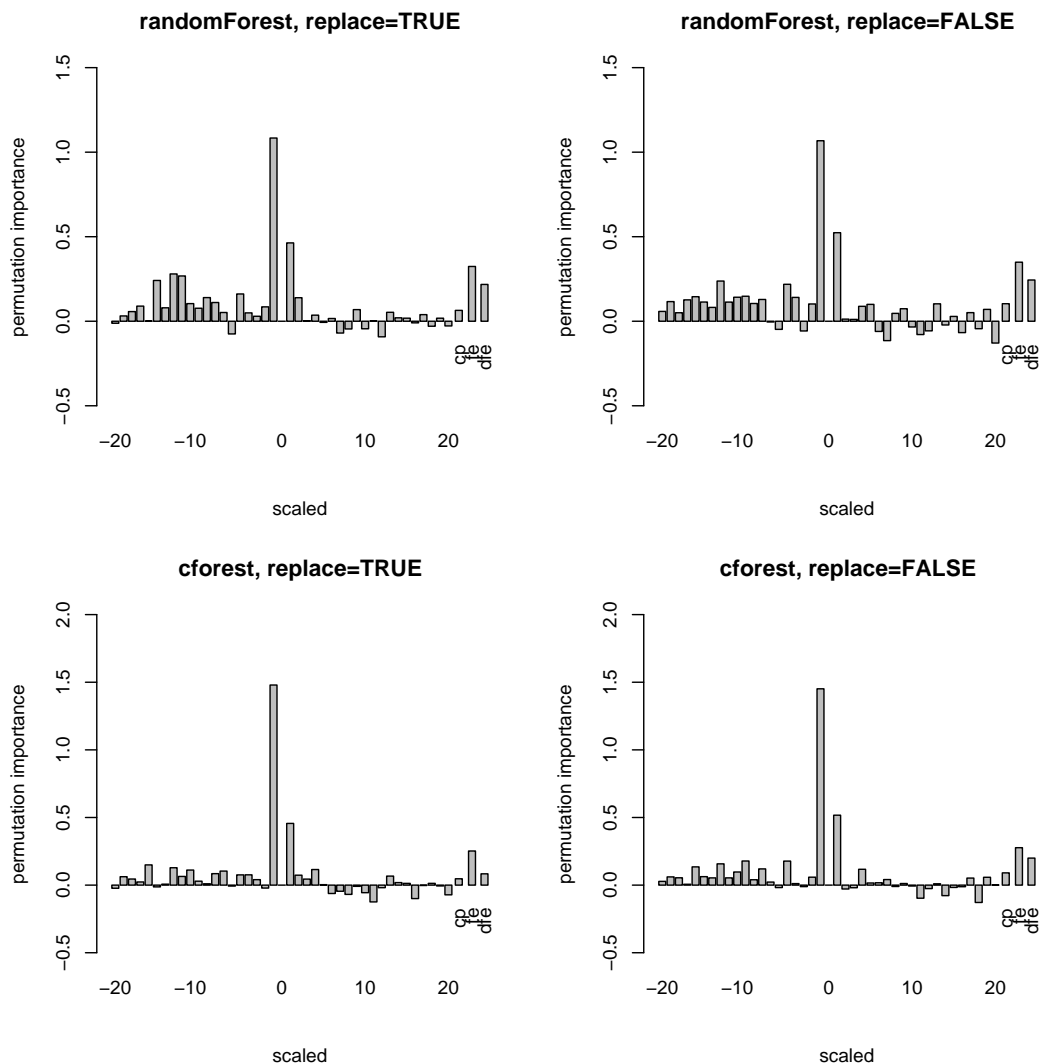 randomForest, replace=TRUE
permutation importance
1.5
1.0
0.5
0.0
−0.5
cp
fe
dfe
−20 −10 0 10 20
scaled
randomForest, replace=FALSE
permutation importance
1.5
1.0
0.5
0.0
−0.5
cp
fe
dfe
−20 −10 0 10 20
scaled
cforest, replace=TRUE
permutation importance
2.0
1.5
1.0
0.5
0.0
−0.5
cp
fe
dfe
−20 −10 0 10 20
scaled
cforest, replace=FALSE
permutation importance
2.0
1.5
1.0
0.5
0.0
−0.5
cp
fe
dfe
−20 −10 0 10 20
scaled